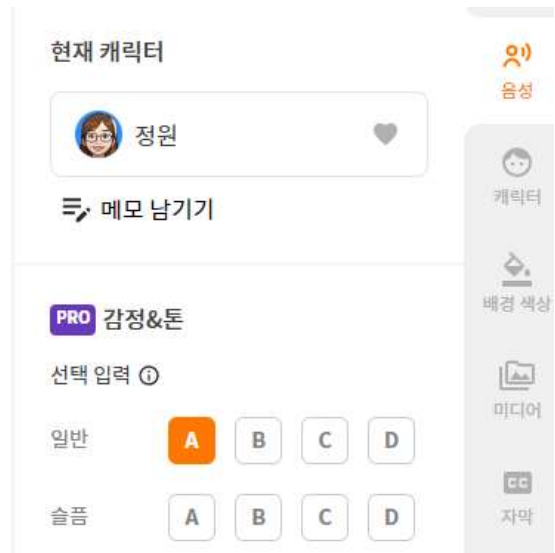 현재 캐릭터
정원
메모 남기기
PRO 감정&톤
선택 입력
일반 A B C D
슬픔 A B C D
음성
캐릭터
배경 색상
미디어
CC
자막